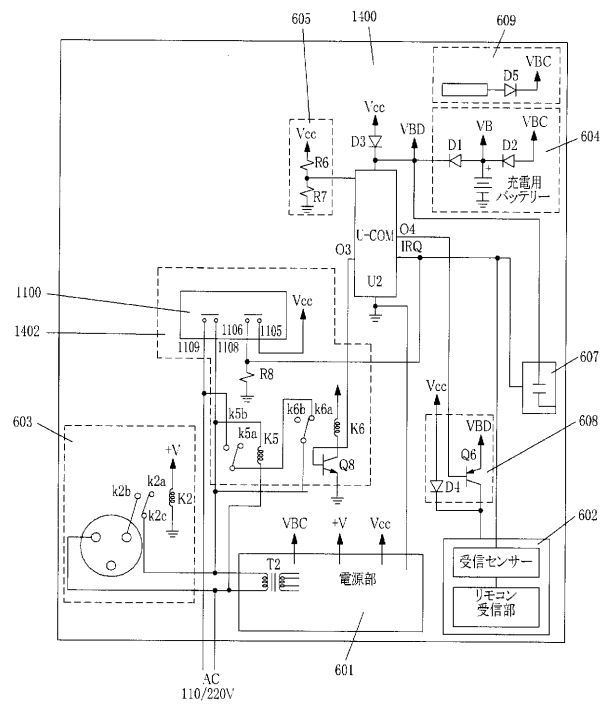 605
1400
609
D5
VBC
Vcc
Vcc
VBD
VB
VBC
604
D3
D1
D2
R6
+
充電用
バッテリー
R7
U-COM
O4
O3
IRQ
U2
1100
1402
Vcc
1106
1105
1109
1108
607
R8
k6b
k6a
Vcc
k5b
k5a
K5
K6
608
VBD
603
+V
Q6
Q8
k2a
k2b
K2
D4
k2c
602
VBC
+V
Vcc
T2
電源部
受信センサー
リモコン
受信部
601
AC
110/220V